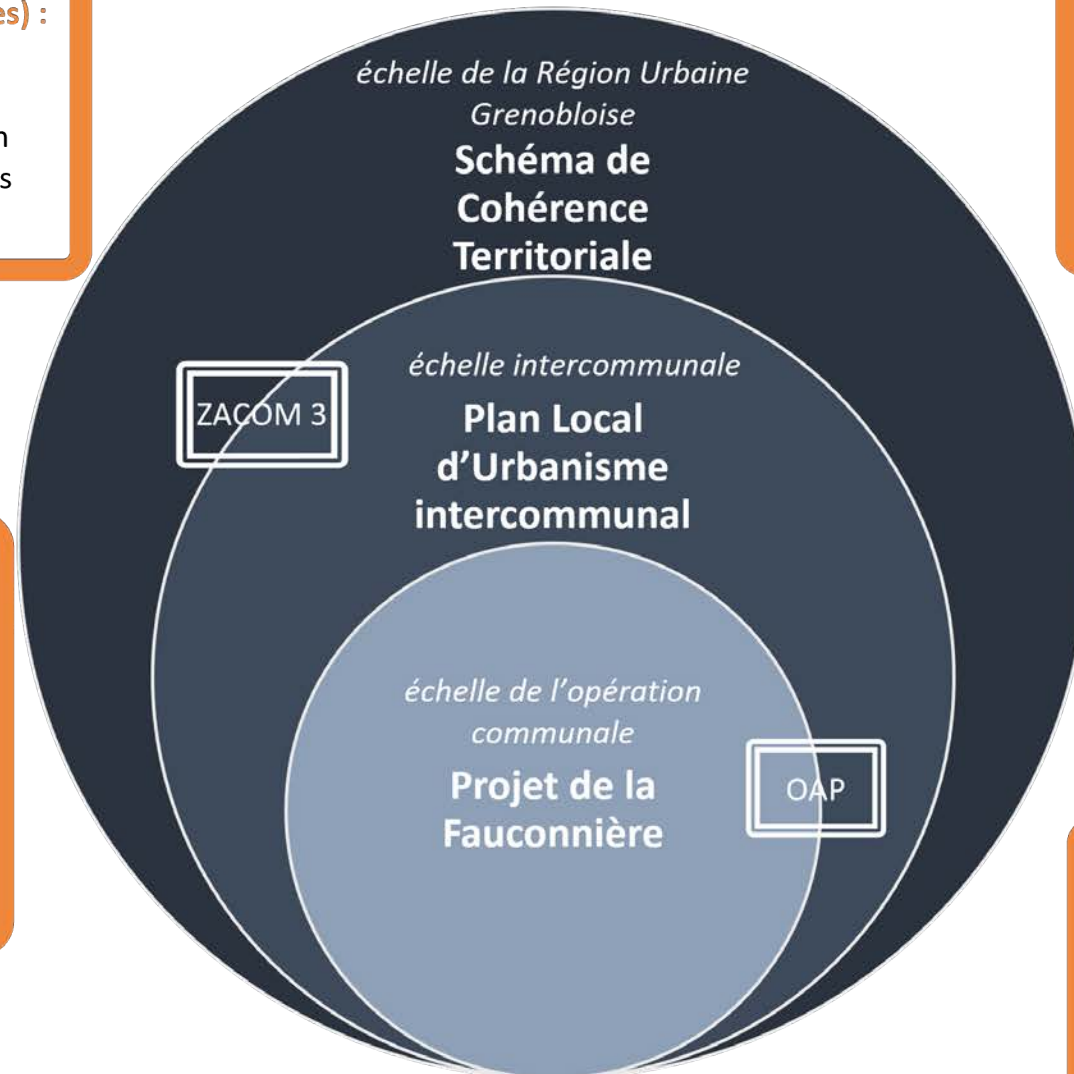 es) :
n
s
échelle de la Région Urbaine
Grenobloise
Schéma de
Cohérence
Territoriale
échelle intercommunale
ZACOM 3
Plan Local
d'Urbanisme
intercommunal
échelle de l'opération
communale
Projet de la
Fauconnière
OAP